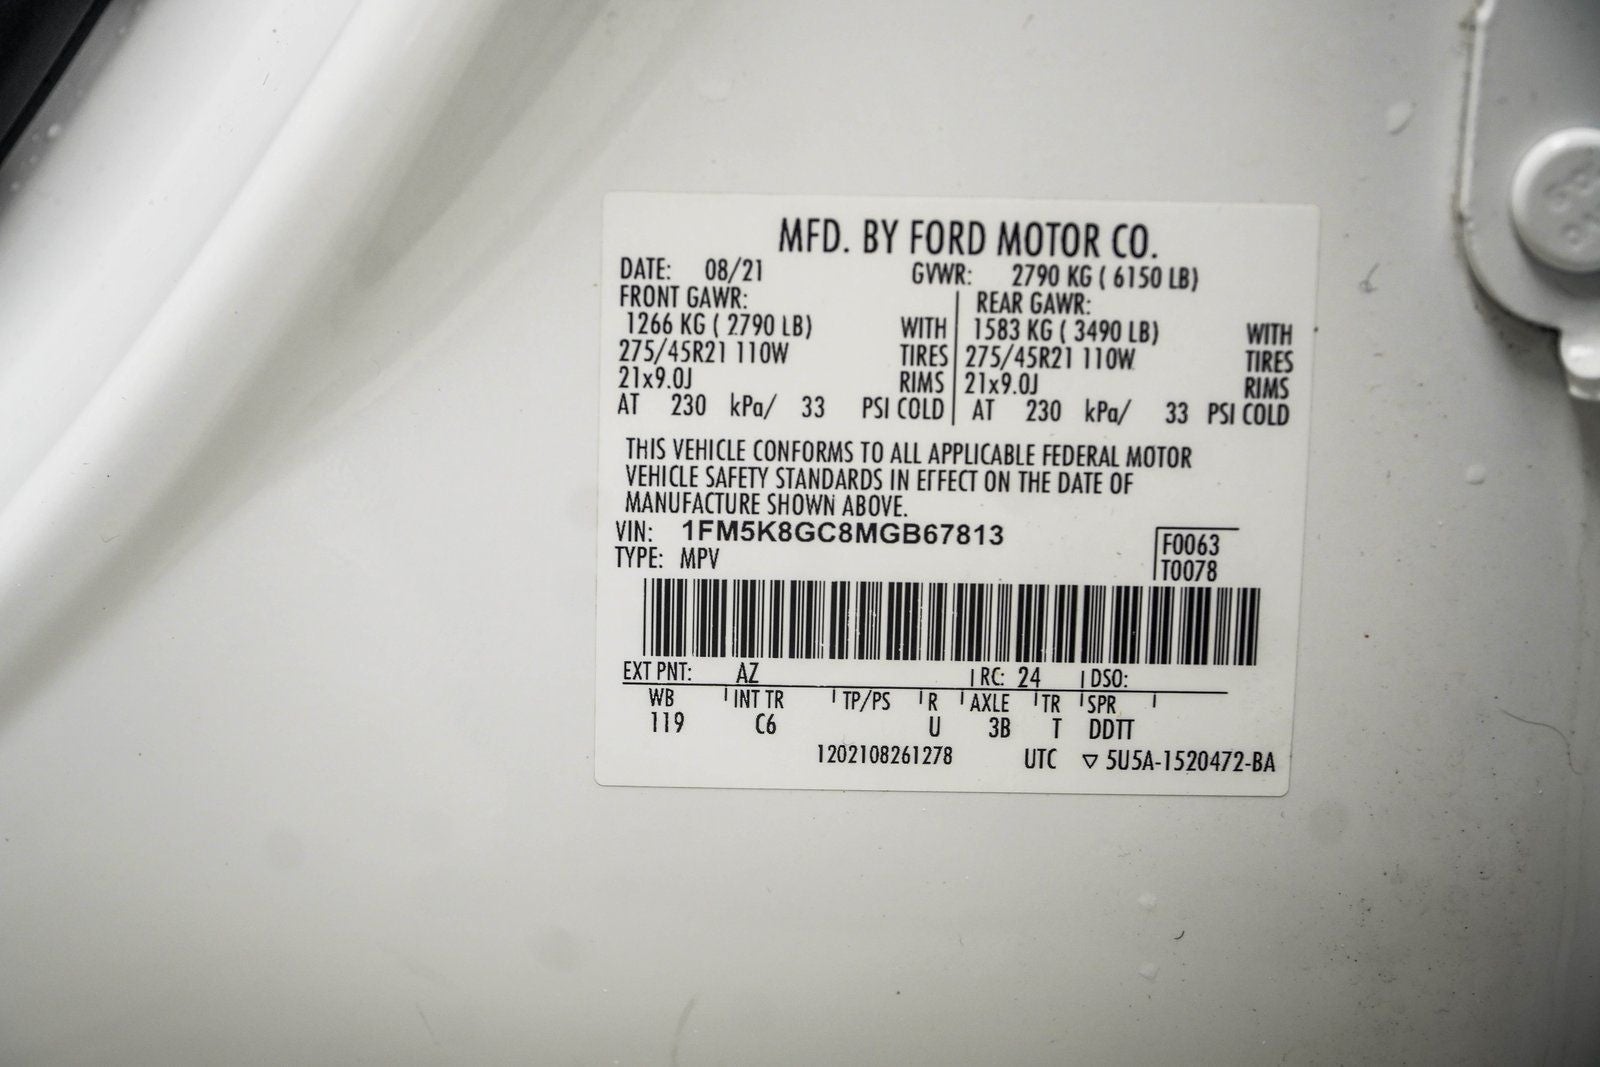 MFD. BY FORD MOTOR CO.
DATE: 08/21 GVWR: 2790 KG ( 6150 LB)
FRONT GAWR: REAR GAWR:
1266 KG ( 2790 LB) WITH 1583 KG ( 3490 LB) WITH
275/45R21 110W TIRES 275/45R21 110W TIRES
21x9.0J RIMS 21x9.0J RIMS
AT 230 kPa/ 33 PSI COLD AT 230 kPa/ 33 PSI COLD
THIS VEHICLE CONFORMS TO ALL APPLICABLE FEDERAL MOTOR
VEHICLE SAFETY STANDARDS IN EFFECT ON THE DATE OF
MANUFACTURE SHOWN ABOVE.
VIN: 1FM5K8GC8MGB67813
F0063
TYPE: MPV
T0078
EXT PNT: AZ RC: 24 DSO:
WB INT TR TP/PS R AXLE TR SPR
119 C6 U 3B T DDTT
1202108261278 UTC ▽ 5U5A-1520472-BA